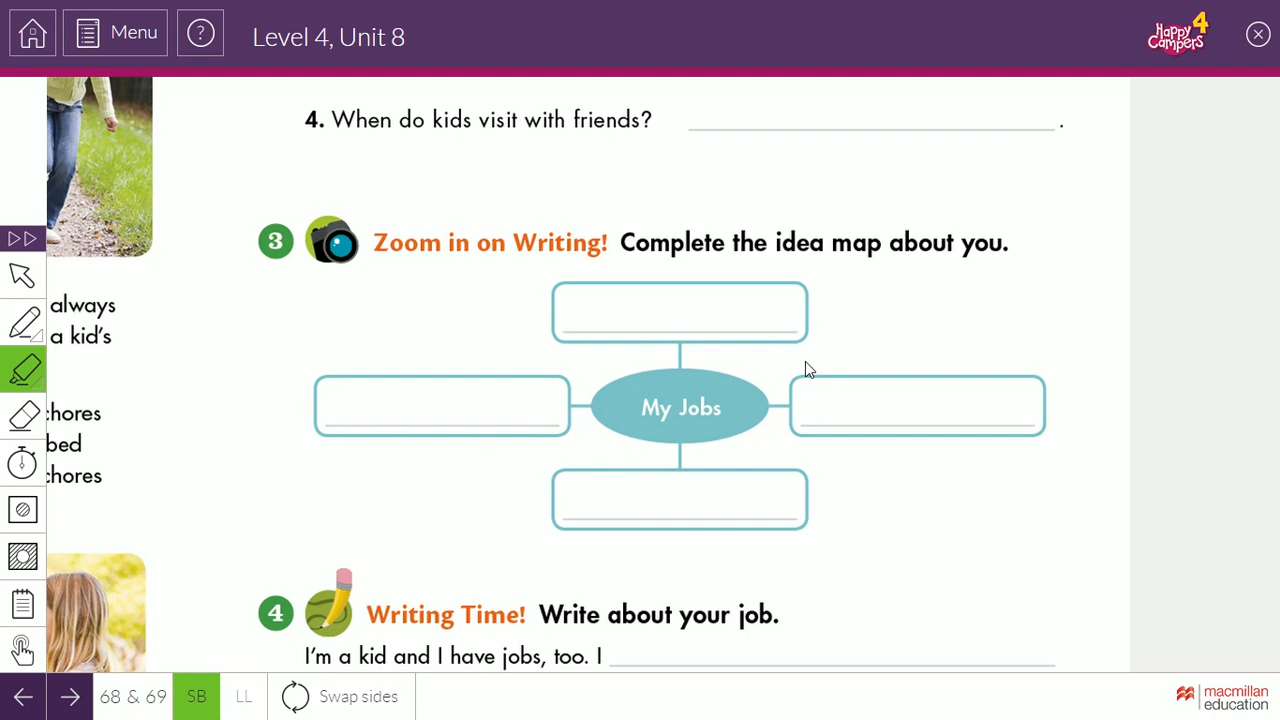 Menu
?
Level 4, Unit 8
Happy Campers 4
4. When do kids visit with friends? .
3 Zoom in on Writing! Complete the idea map about you.
always
a kid's
chores
bed
chores
My Jobs
4 Writing Time! Write about your job.
I'm a kid and I have jobs, too. I
68 & 69
SB
LL
Swap sides
macmillan
education